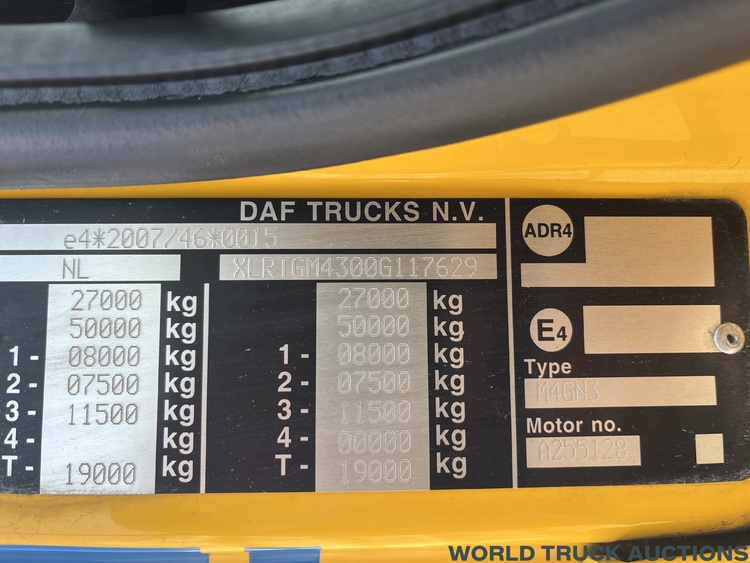 DAF TRUCKS N.V.
e4*2007/46*0015
NL XLRTGM4300G117629
27000 kg 27000 kg
50000 kg 50000 kg
1- 08000 kg 1- 08000 kg
2- 07500 kg 2- 07500 kg
3- 11500 kg 3- 11500 kg
4- kg 4- 00000 kg
T- 19000 kg T- 19000 kg
ADR4
E4
Type
M4GN3
Motor no.
A255128
WORLD TRUCK AUCTIONS